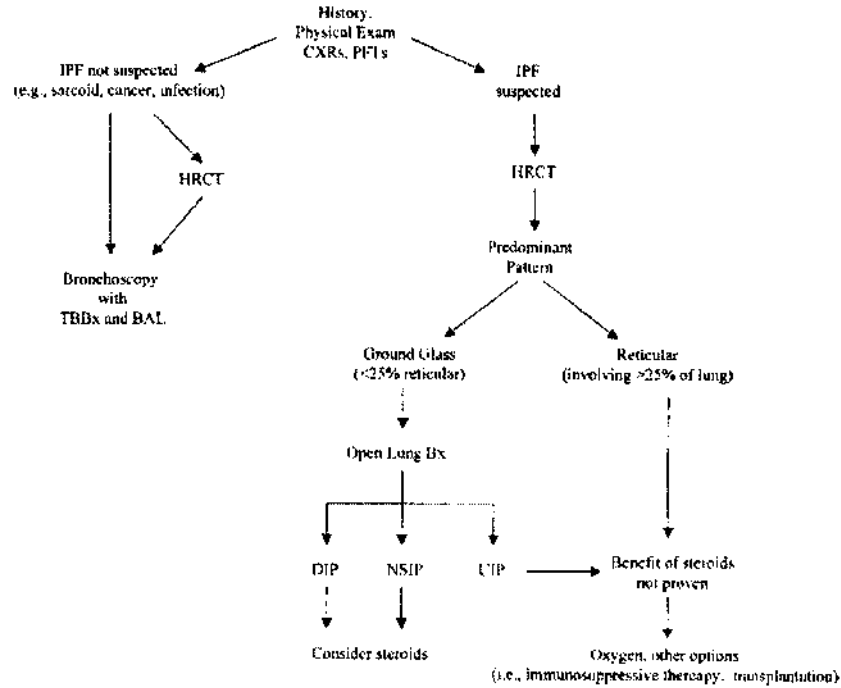 History,
Physical Exam
CXRs, PFTs
IPF not suspected
(e.g., sarcoid, cancer, infection)
IPF
suspected
HRCT
HRCT
Predominant
Pattern
Bronchoscopy
with
TBBx and BAL
Ground Glass
(<25% reticular)
Reticular
(involving >25% of lung)
Open Lung Bx
DIP
NSIP
UIP
Benefit of steroids
not proven
Consider steroids
Oxygen, other options
(i.e., immunosuppressive therapy, transplantation)